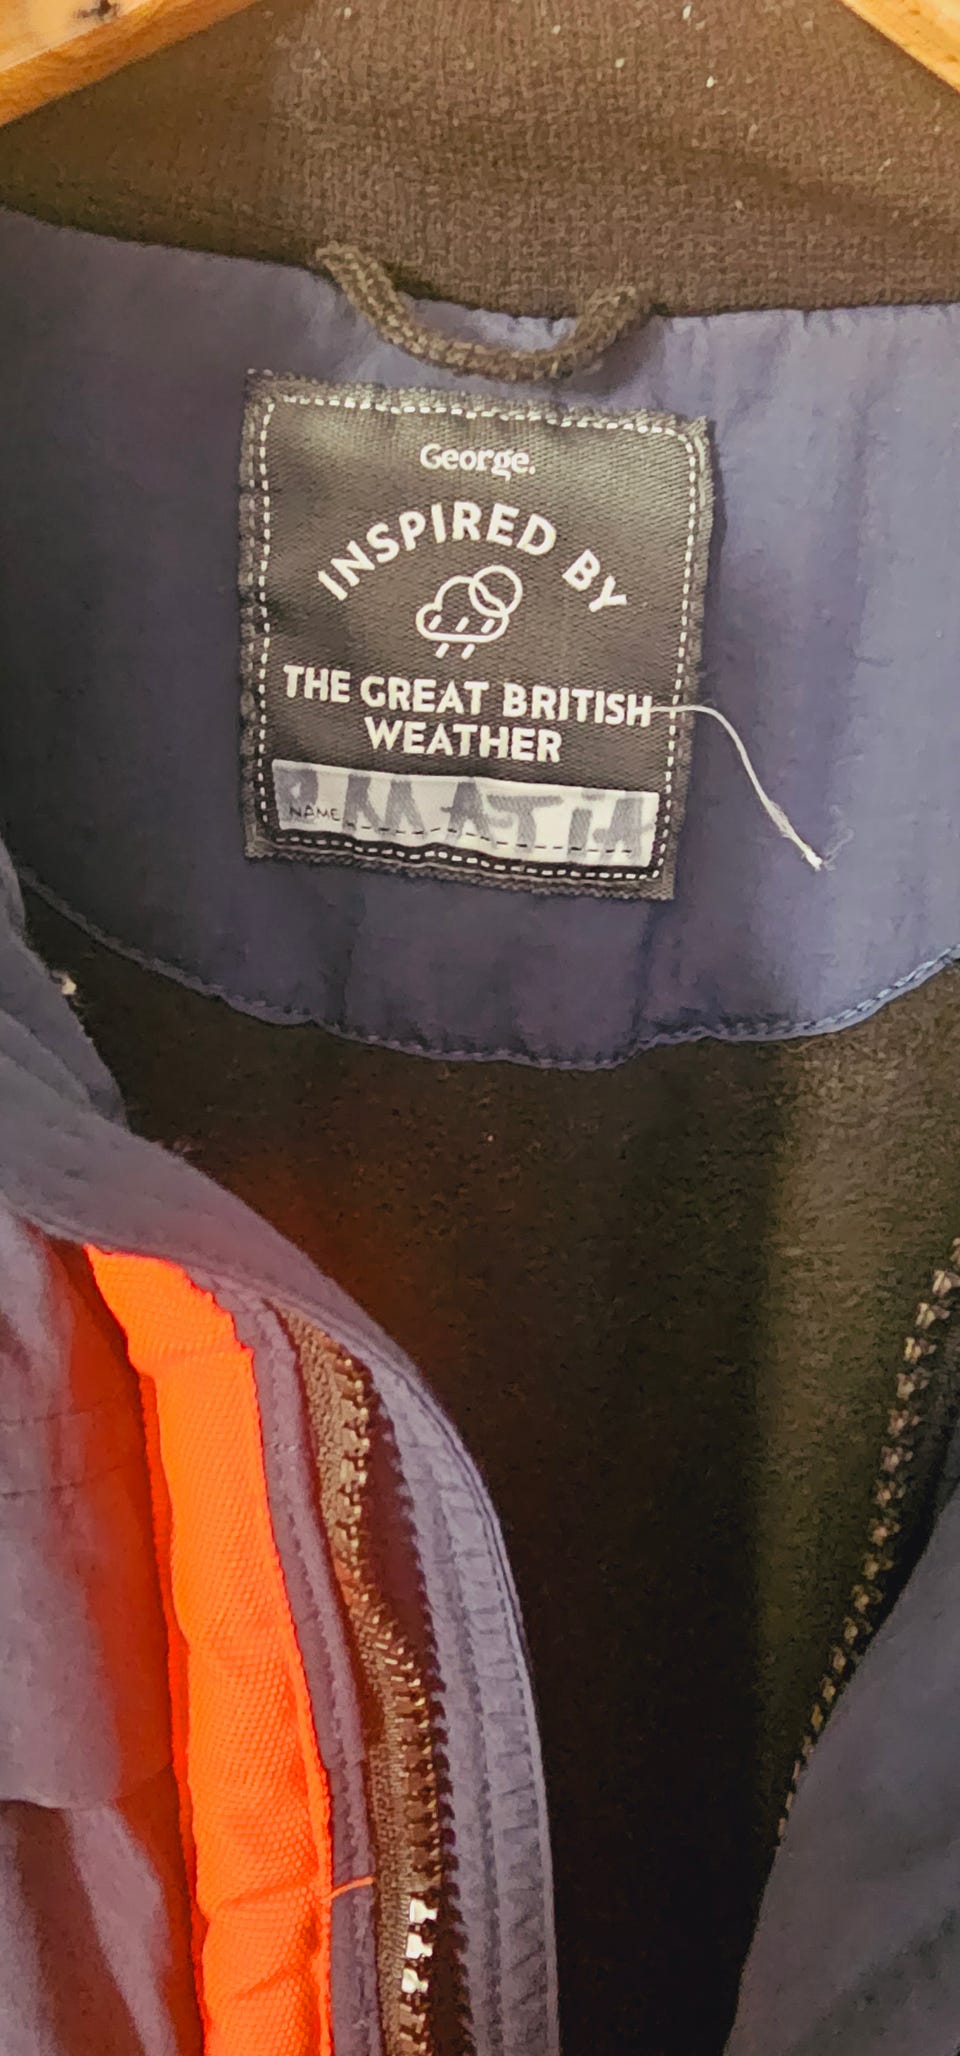 George.
INSPIRED BY
THE GREAT BRITISH
WEATHER
NAME